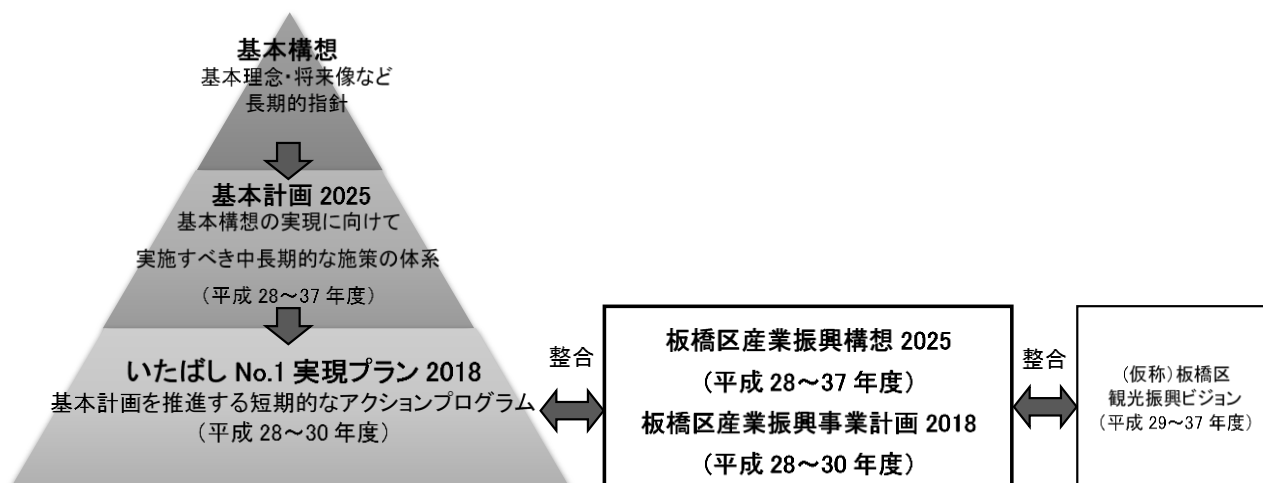 基本構想
基本理念・将来像など
長期的指針
基本計画 2025
基本構想の実現に向けて
実施すべき中長期的な施策の体系
（平成 28～37 年度）
いたばし No.1 実現プラン 2018
基本計画を推進する短期的なアクションプログラム
（平成 28～30 年度）
整合
板橋区産業振興構想 2025
（平成 28～37 年度）
板橋区産業振興事業計画 2018
（平成 28～30 年度）
整合
（仮称）板橋区
観光振興ビジョン
（平成 29～37 年度）